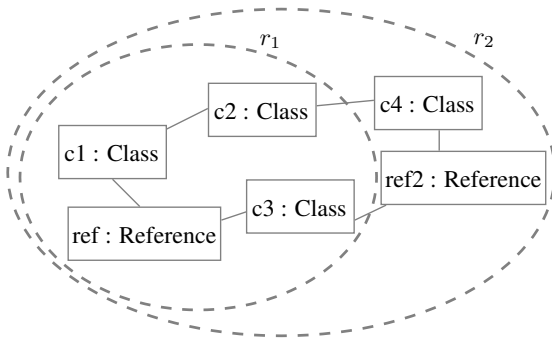 r1
r2
c2 : Class
c4 : Class
c1 : Class
ref2 : Reference
c3 : Class
ref : Reference